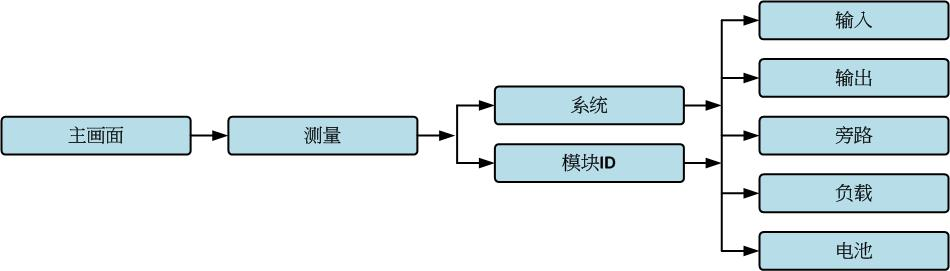 主画面
测量
系统
模块ID
输入
输出
旁路
负载
电池